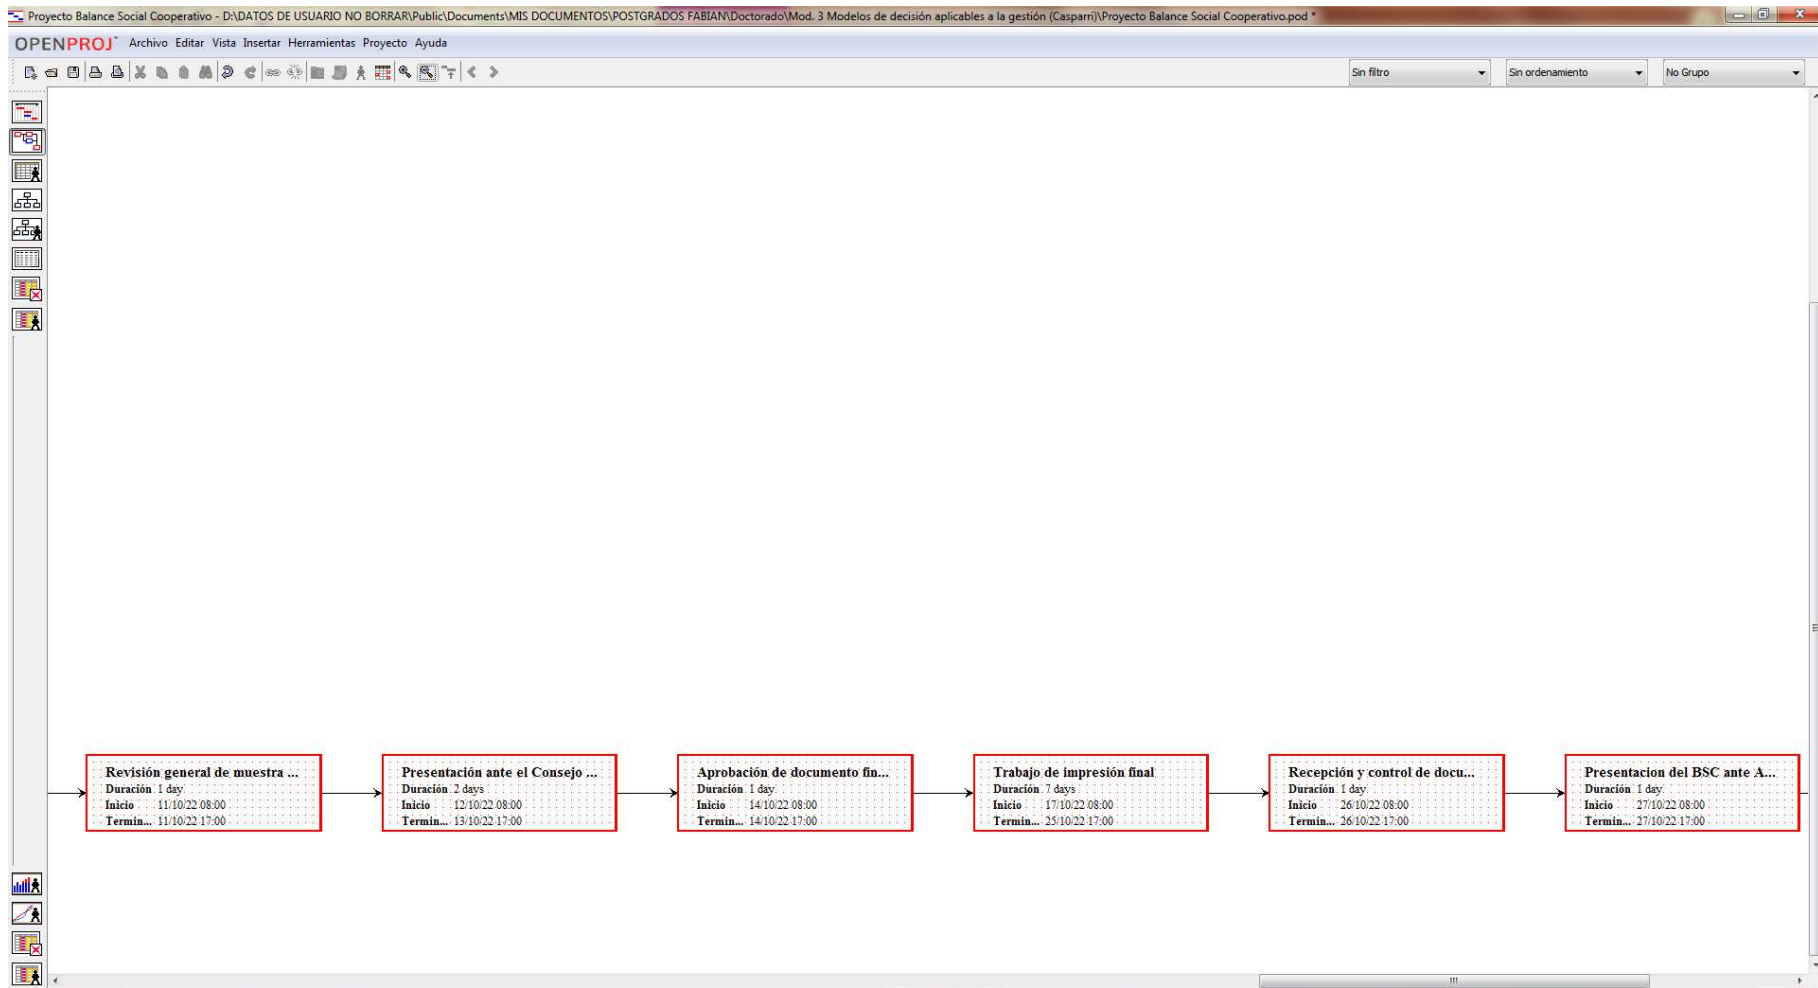 Proyecto Balance Social Cooperativo - D:\DATOS DE USUARIO NO BORRAR\Public\Documents\MIS DOCUMENTOS\POSTGRADOS FABIAN\Doctorado\Mod. 3 Modelos de decisión aplicables a la gestión (Casparri)\Proyecto Balance Social Cooperativo.pod *
OPENPROJ™ Archivo Editar Vista Insertar Herramientas Proyecto Ayuda
Sin filtro Sin ordenamiento No Grupo
Revisión general de muestra ...
Duración 1 day
Inicio 11/10/22 08:00
Termin... 11/10/22 17:00
Presentación ante el Consejo ...
Duración 2 days
Inicio 12/10/22 08:00
Termin... 13/10/22 17:00
Aprobación de documento fin...
Duración 1 day
Inicio 14/10/22 08:00
Termin... 14/10/22 17:00
Trabajo de impresión final
Duración 7 days
Inicio 17/10/22 08:00
Termin... 25/10/22 17:00
Recepción y control de docu...
Duración 1 day
Inicio 26/10/22 08:00
Termin... 26/10/22 17:00
Presentacion del BSC ante A...
Duración 1 day
Inicio 27/10/22 08:00
Termin... 27/10/22 17:00